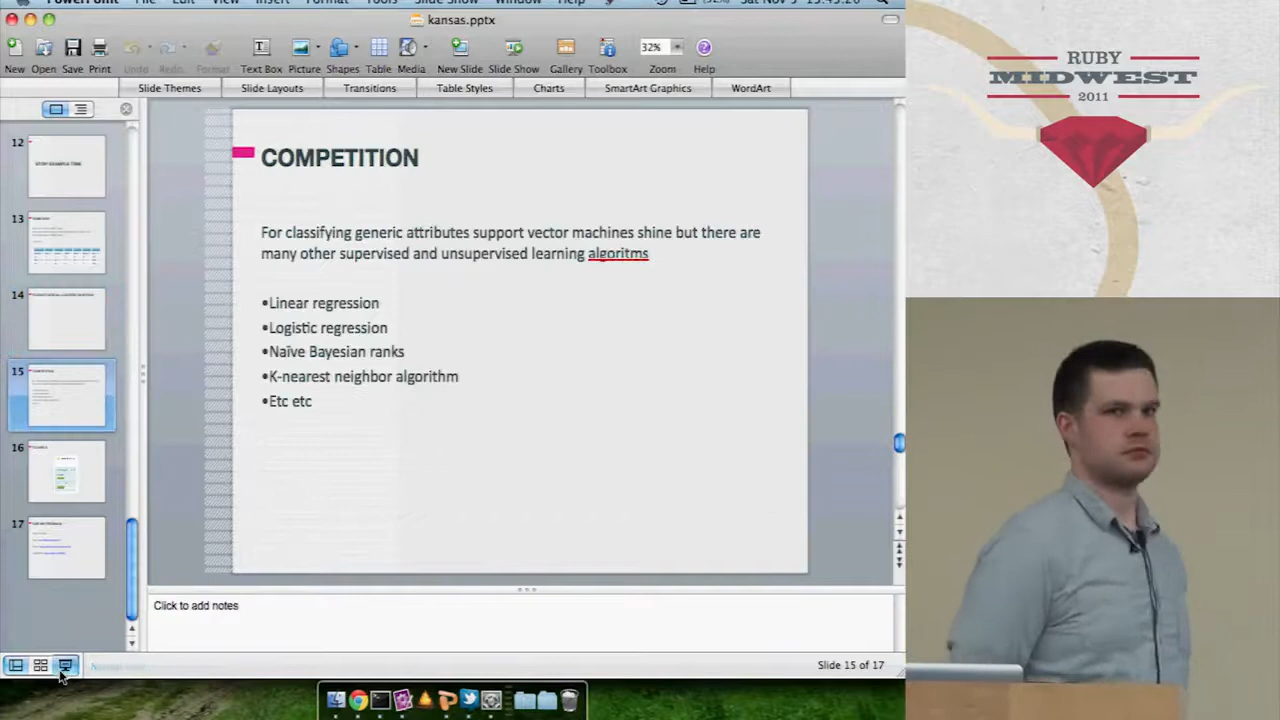 kansas.pptx
New Open Save Print Undo Redo Format Text Box Picture Shapes Table Media New Slide Slide Show Gallery Toolbox Zoom Help
32%
Slide Themes Slide Layouts Transitions Table Styles Charts SmartArt Graphics WordArt
12
13
14
15
16
17
COMPETITION
For classifying generic attributes support vector machines shine but there are
many other supervised and unsupervised learning algoritms
•Linear regression
•Logistic regression
•Naïve Bayesian ranks
•K-nearest neighbor algorithm
•Etc etc
Click to add notes
Slide 15 of 17
RUBY
MIDWEST
2011